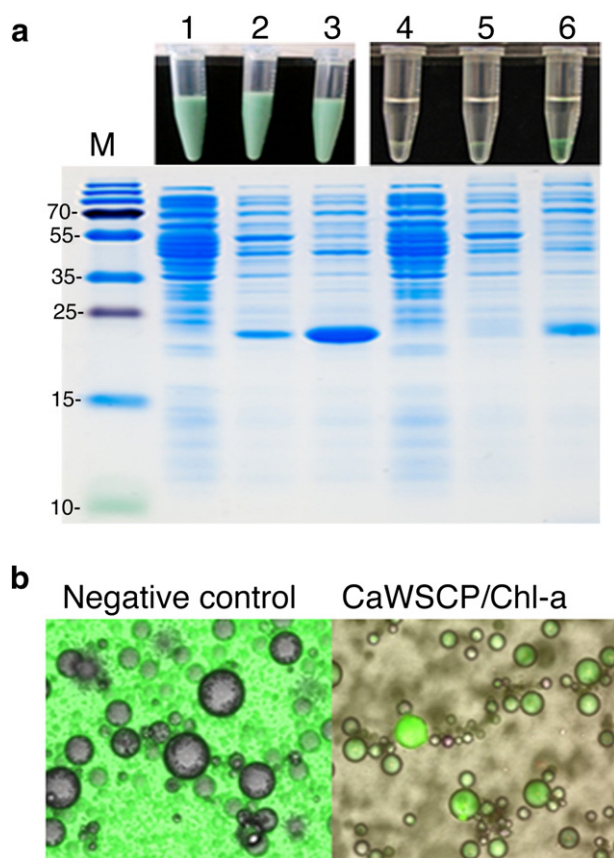 a
1 2 3 4 5 6
M
70-
55-
35-
25-
15-
10-
b
Negative control CaWSCP/Chl-a